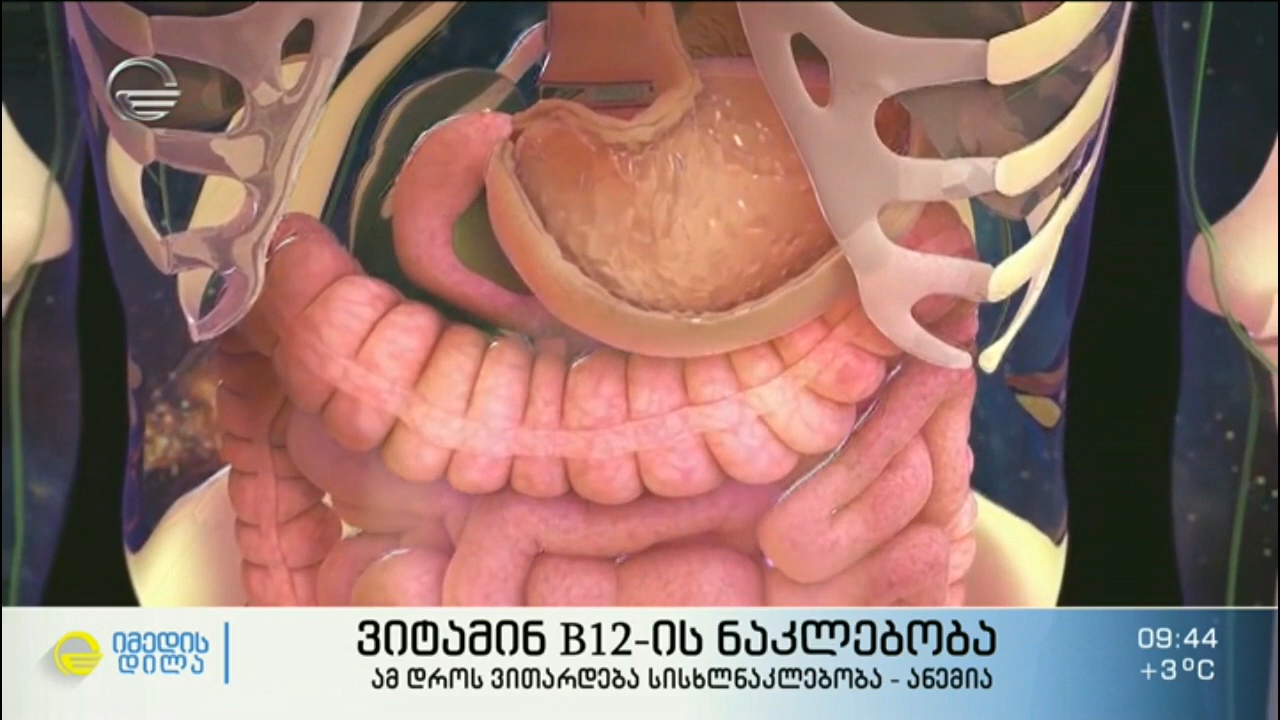 იმედის
დილა
ვიტამინ B12-ის ნაკლებობა
ამ დროს ვითარდება სისხლნაკლებობა - ანემია
09:44
+3°C